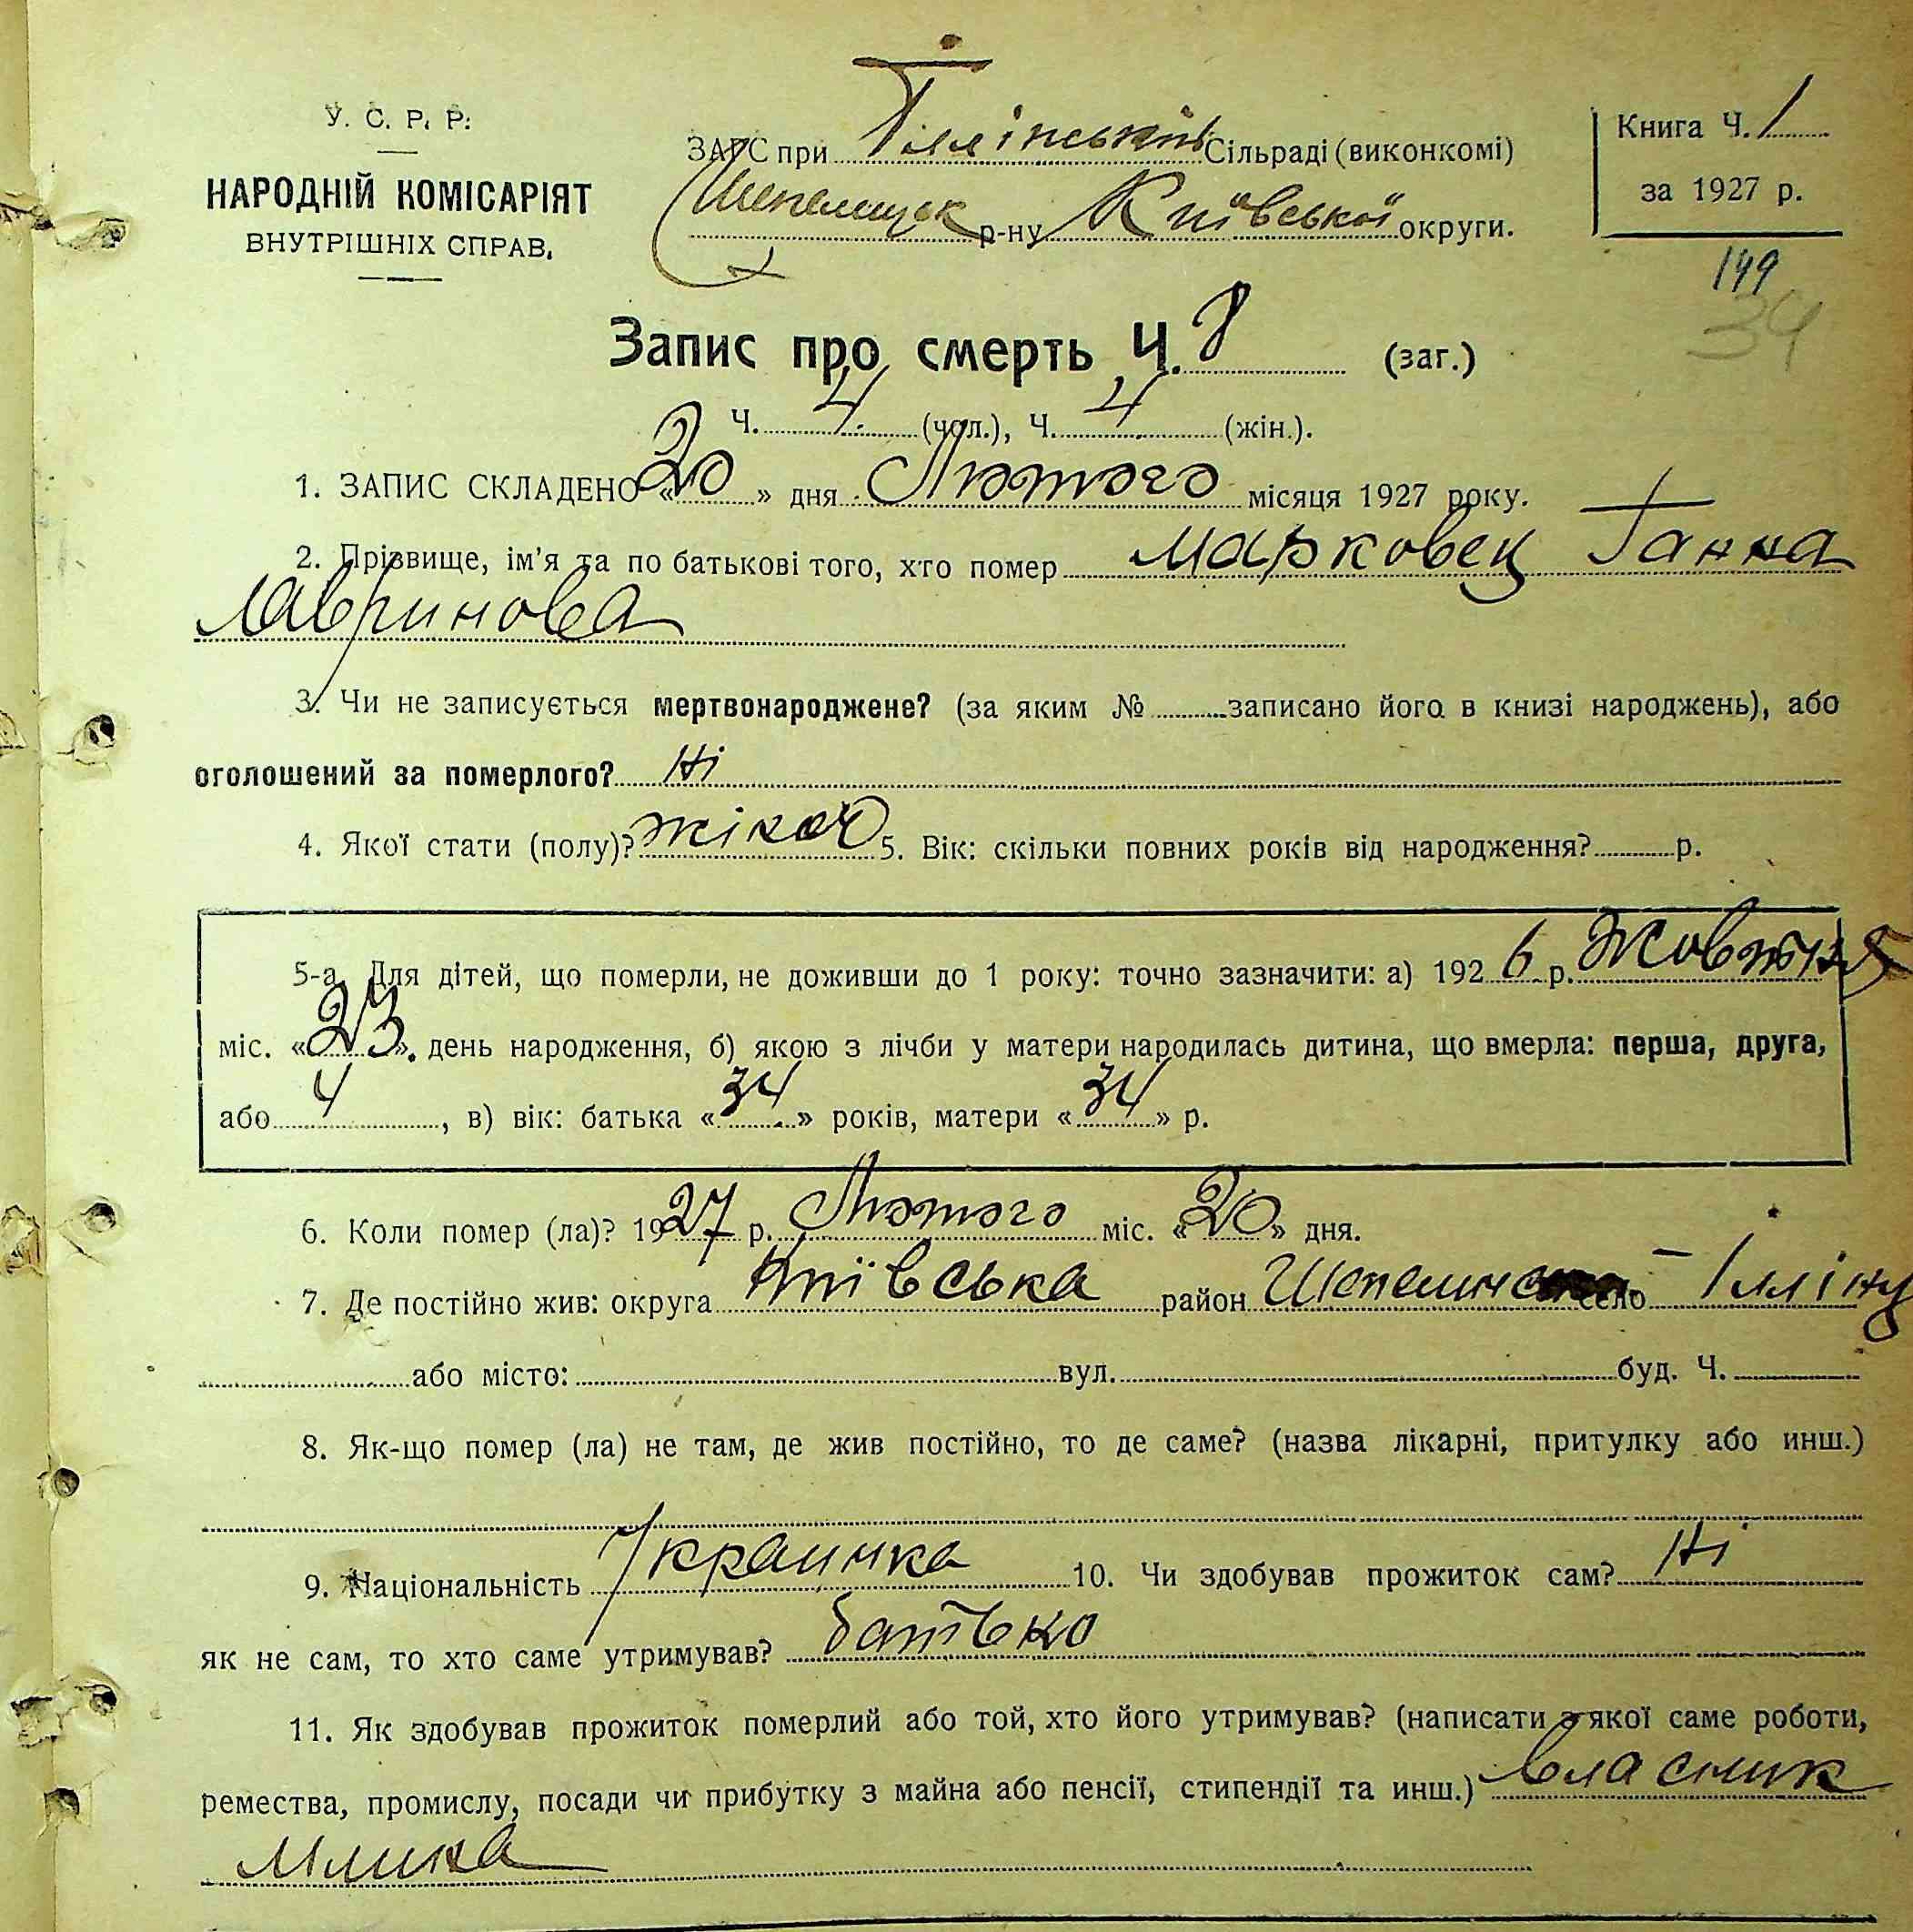 У. С. Р. Р.
НАРОДНІЙ КОМІСАРІЯТ
ВНУТРІШНІХ СПРАВ.
ЗАГС при Іллінській Сільраді (виконкомі)
Шепелицьк р-ну Київської округи.
Книга Ч. 1
за 1927 р.
149
34
Запис про смерть Ч. 8 (заг.)
Ч. 4 (чол.), Ч. 4 (жін.).
1. ЗАПИС СКЛАДЕНО «20» дня Лютого місяця 1927 року.
2. Прізвище, ім'я та по батькові того, хто помер Марковец Ганна
Лавринова
3. Чи не записується мертвонароджене? (за яким № записано його в книзі народжень), або
оголошений за померлого? Ні
4. Якої стати (полу)? жіноч 5. Вік: скільки повних років від народження? р.
5-а. Для дітей, що померли, не доживши до 1 року: точно зазначити: а) 1926 р. Жовтня
міс. «23» день народження, б) якою з лічби у матери народилась дитина, що вмерла: перша, друга,
або 4, в) вік: батька «34» років, матери «34» р.
6. Коли помер (ла)? 1927 р. Лютого міс. «20» дня.
7. Де постійно жив: округа Київська район село Ілліну
або місто: вул. буд. Ч.
8. Як-що помер (ла) не там, де жив постійно, то де саме? (назва лікарні, притулку або инш.)
9. Національність Украинка 10. Чи здобував прожиток сам? Ні
як не сам, то хто саме утримував? батько
11. Як здобував прожиток померлий або той, хто його утримував? (написати з якої саме роботи,
ремества, промислу, посади чи прибутку з майна або пенсії, стипендії та инш.) власник
млина